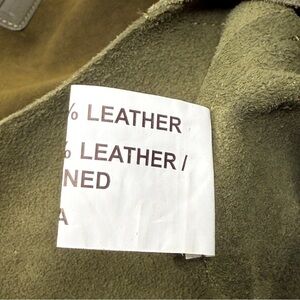 % LEATHER
% LEATHER /
NED
A